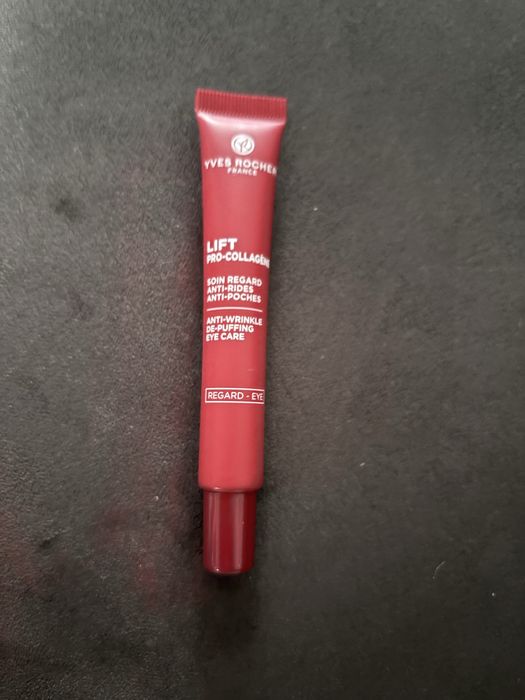 YVES ROCHER
FRANCE
LIFT
PRO-COLLAGÈNE
SOIN REGARD
ANTI-RIDES
ANTI-POCHES
ANTI-WRINKLE
DE-PUFFING
EYE CARE
REGARD - EYE